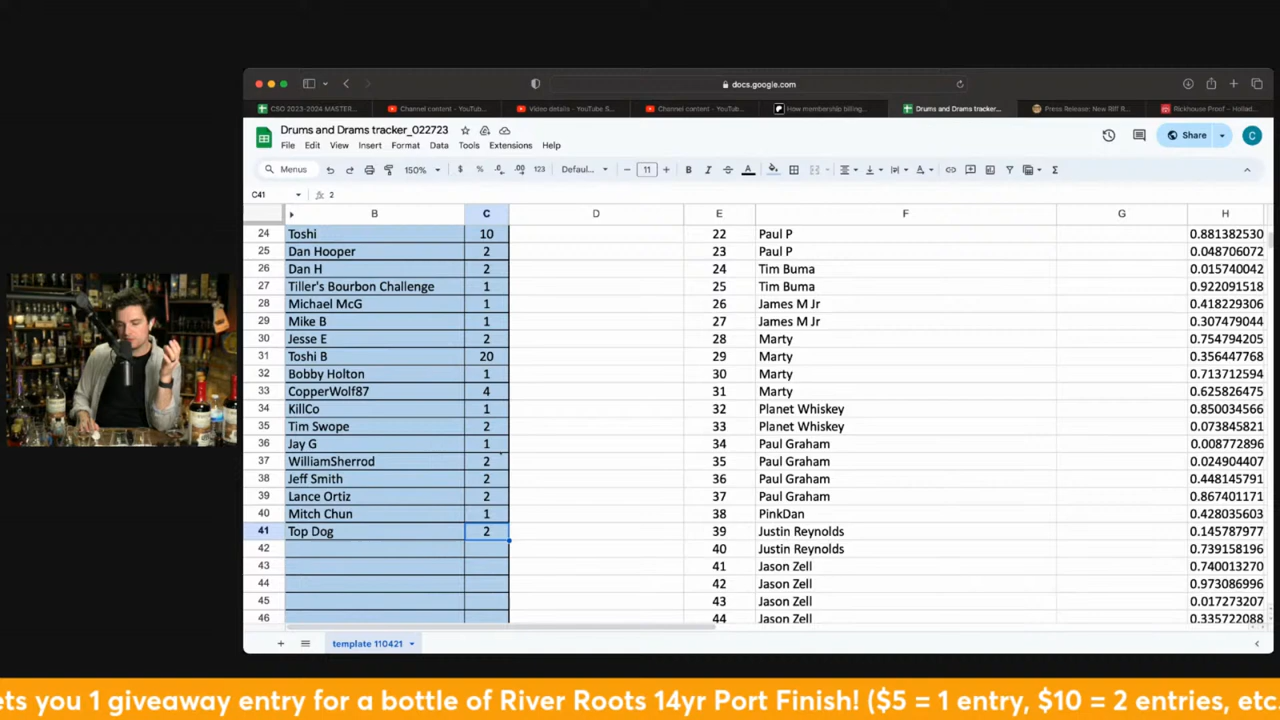 docs.google.com
CSO 2023-2024 MASTER...
Channel content - YouTub...
Video details - YouTube S...
Channel content - YouTub...
How membership billing...
Drums and Drams tracker...
Press Release: New Riff R...
Rickhouse Proof – Hollad...
Drums and Drams tracker_022723
File Edit View Insert Format Data Tools Extensions Help
Share
C
Menus 150% $ % .0 .00 123 Defaul... − 11 + B I A
C41 fx 2
B C D E F G H
24 Toshi 10 22 Paul P 0.881382530
25 Dan Hooper 2 23 Paul P 0.048706072
26 Dan H 2 24 Tim Buma 0.015740042
27 Tiller's Bourbon Challenge 1 25 Tim Buma 0.922091518
28 Michael McG 1 26 James M Jr 0.418229306
29 Mike B 1 27 James M Jr 0.307479044
30 Jesse E 2 28 Marty 0.754794205
31 Toshi B 20 29 Marty 0.356447768
32 Bobby Holton 1 30 Marty 0.713712594
33 CopperWolf87 4 31 Marty 0.625826475
34 KillCo 1 32 Planet Whiskey 0.850034566
35 Tim Swope 2 33 Planet Whiskey 0.073845821
36 Jay G 1 34 Paul Graham 0.008772896
37 WilliamSherrod 2 35 Paul Graham 0.024904407
38 Jeff Smith 2 36 Paul Graham 0.448145791
39 Lance Ortiz 2 37 Paul Graham 0.867401171
40 Mitch Chun 1 38 PinkDan 0.428035603
41 Top Dog 2 39 Justin Reynolds 0.145787977
42 40 Justin Reynolds 0.739158196
43 41 Jason Zell 0.740013270
44 42 Jason Zell 0.973086996
45 43 Jason Zell 0.017273207
46 44 Jason Zell 0.335722088
template 110421
ets you 1 giveaway entry for a bottle of River Roots 14yr Port Finish! ($5 = 1 entry, $10 = 2 entries, etc.